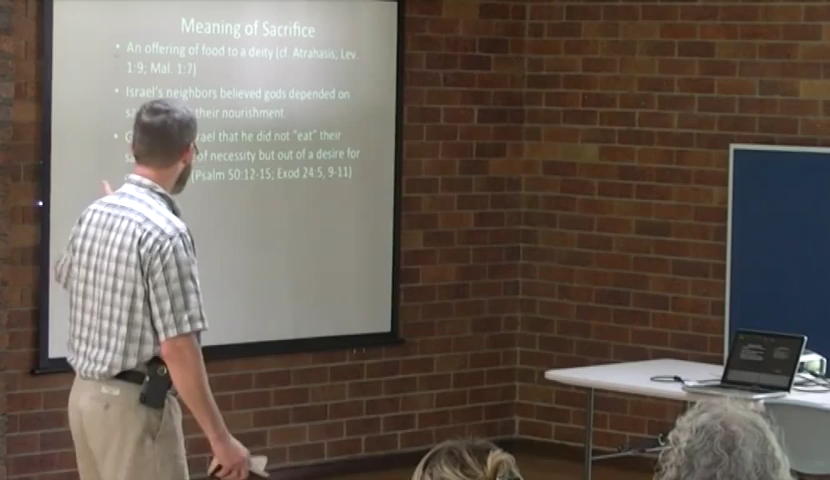 Meaning of Sacrifice
• An offering of food to a deity (cf. Atrahasis, Lev.
1:9; Mal. 1:7)
• Israel's neighbors believed gods depended on
their nourishment.
• that he did not "eat" their
of necessity but out of a desire for
(Psalm 50:12-15; Exod 24:5, 9-11)